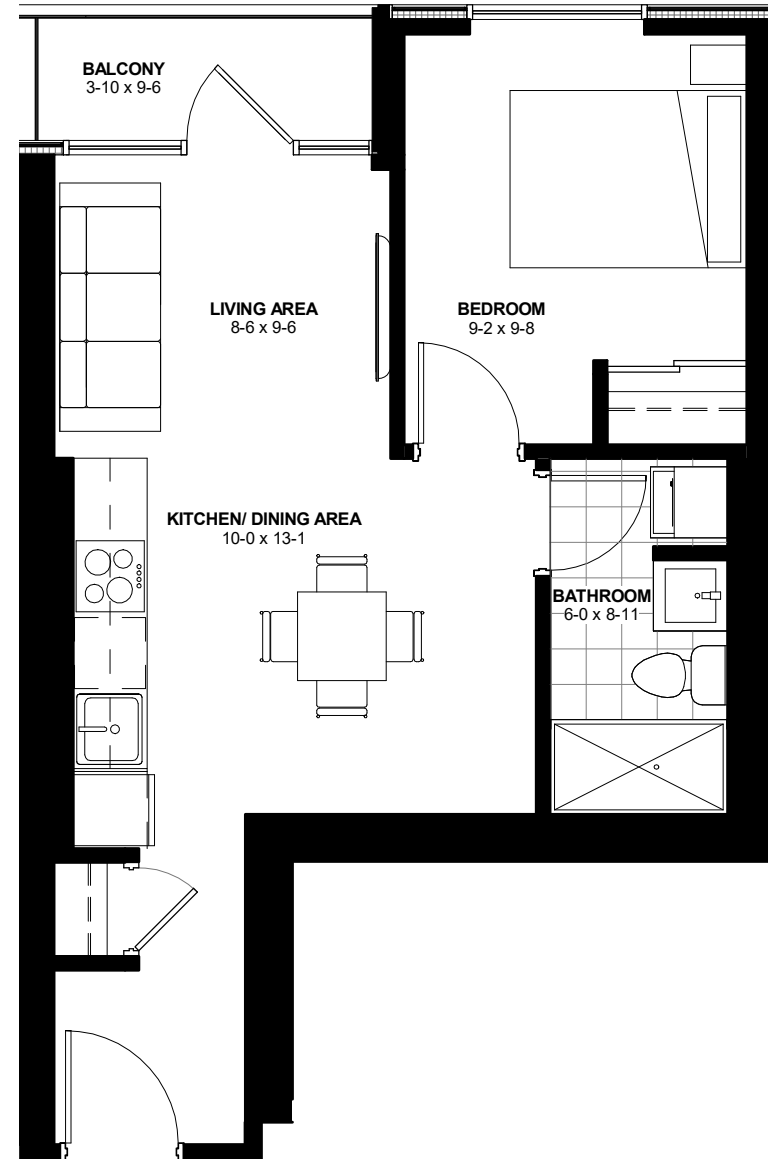 BALCONY
3-10 x 9-6
LIVING AREA
8-6 x 9-6
BEDROOM
9-2 x 9-8
KITCHEN/ DINING AREA
10-0 x 13-1
BATHROOM
6-0 x 8-11